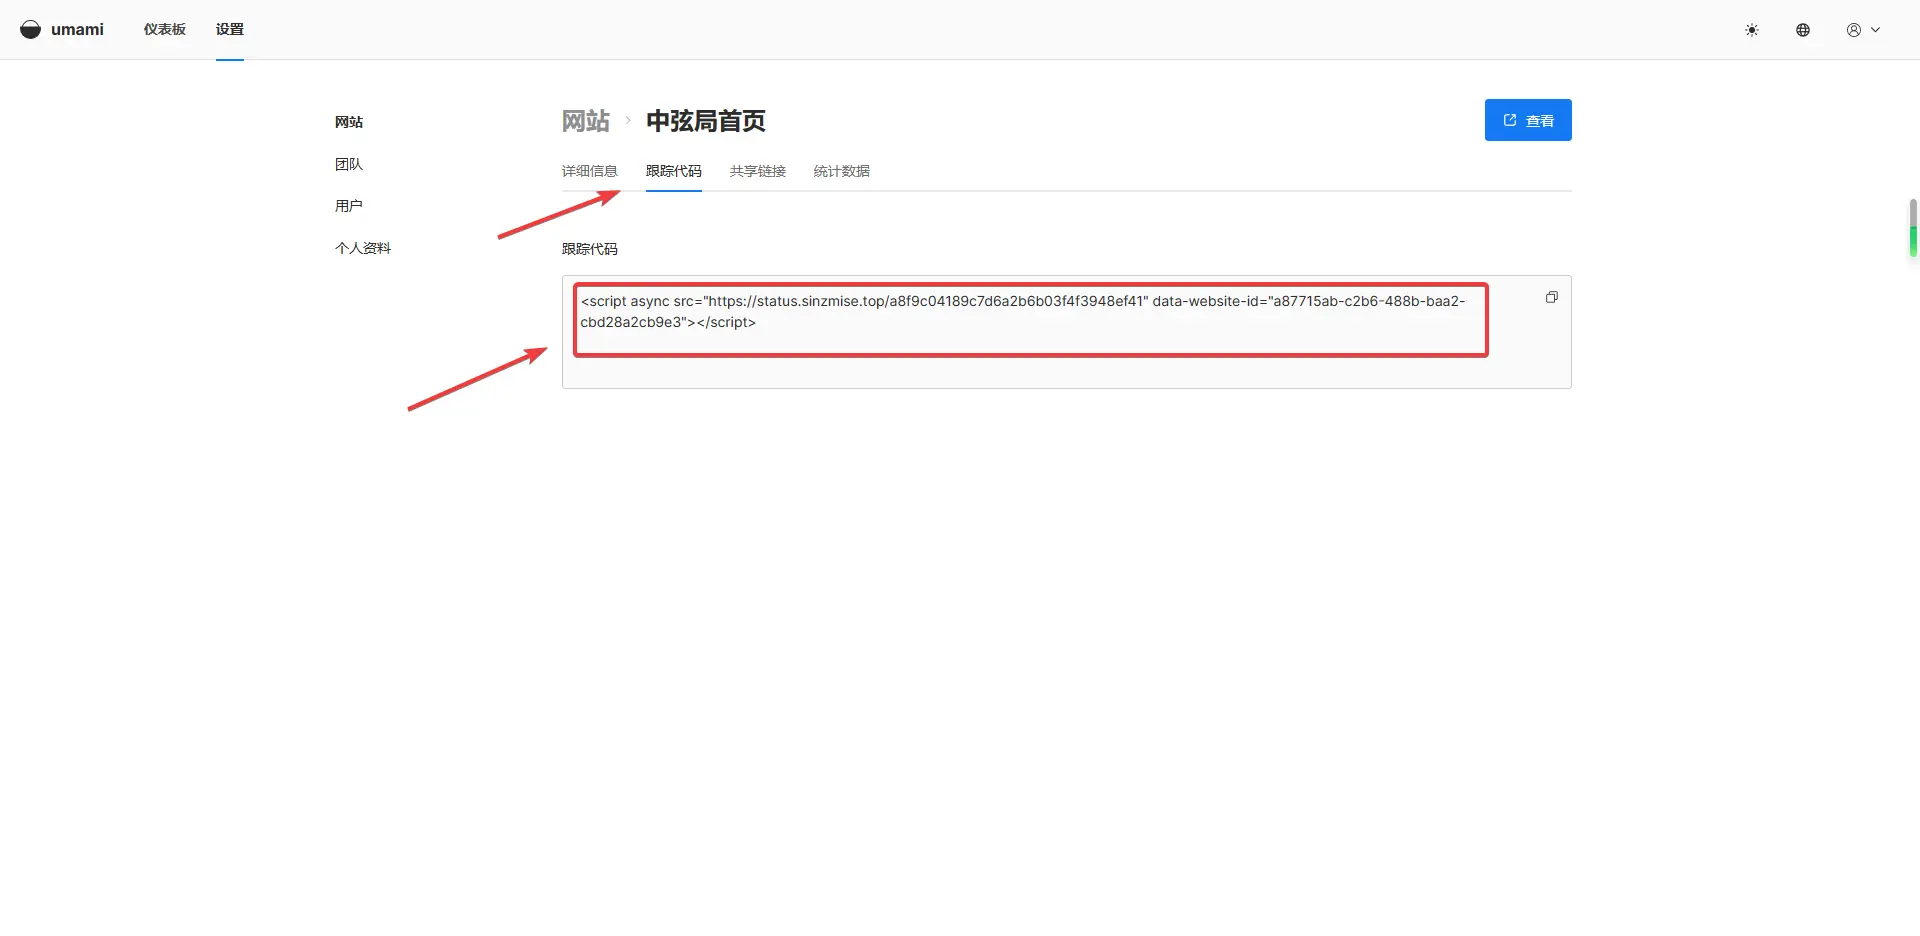 umami 仪表板 设置
网站
团队
用户
个人资料
网站 > 中弦局首页
查看
详细信息 跟踪代码 共享链接 统计数据
跟踪代码
<script async src="https://status.sinzmise.top/a8f9c04189c7d6a2b6b03f4f3948ef41" data-website-id="a87715ab-c2b6-488b-baa2-
cbd28a2cb9e3"></script>